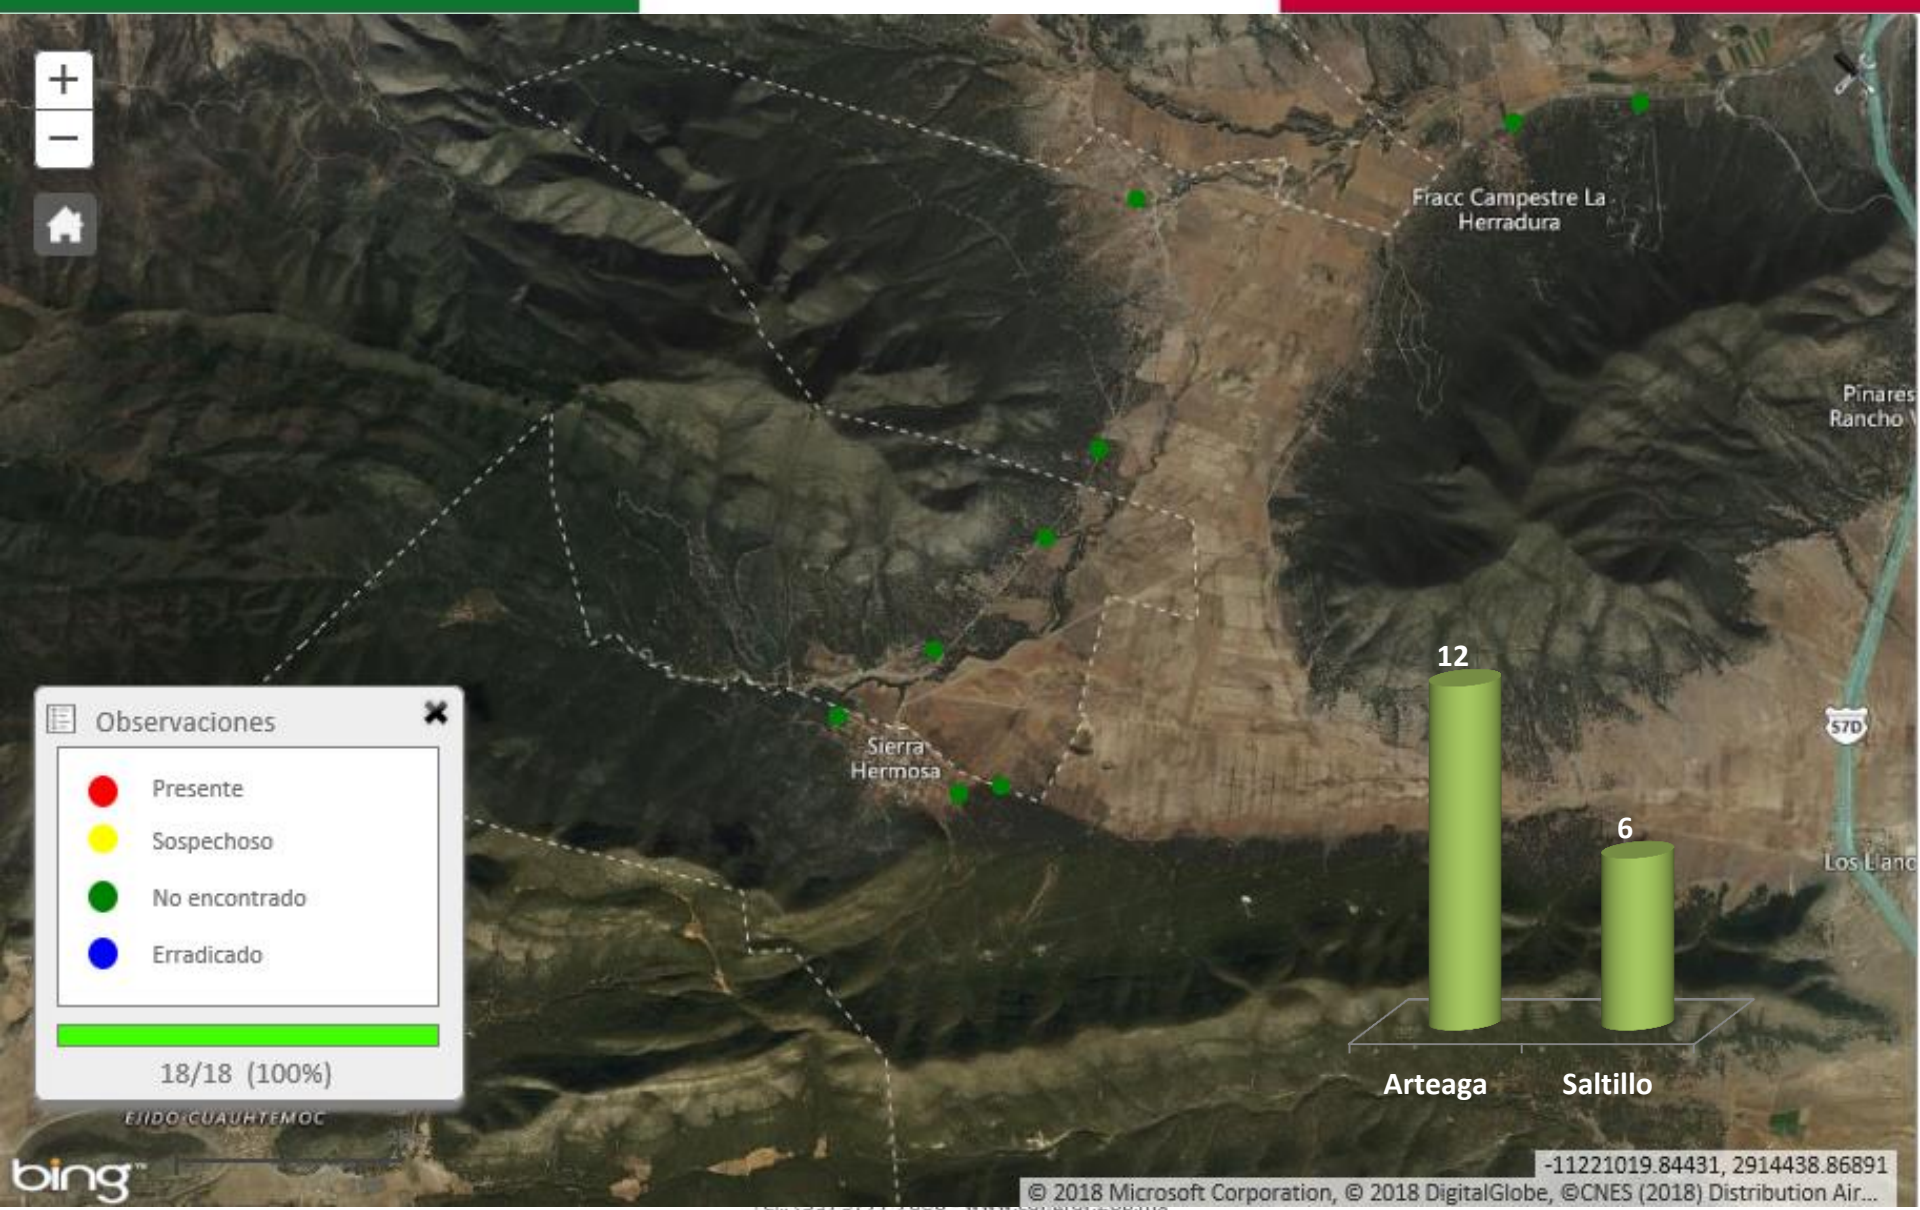 +
−
Fracc Campestre La
Herradura
Pinares
Rancho
12
57D
Observaciones
Sierra
Hermosa
Presente
Sospechoso
6
No encontrado
Los Llano
Erradicado
18/18 (100%)
Arteaga Saltillo
EJIDO CUAUHTEMOC
bing
-11221019.84431, 2914438.86891
© 2018 Microsoft Corporation, © 2018 DigitalGlobe, ©CNES (2018) Distribution Air...